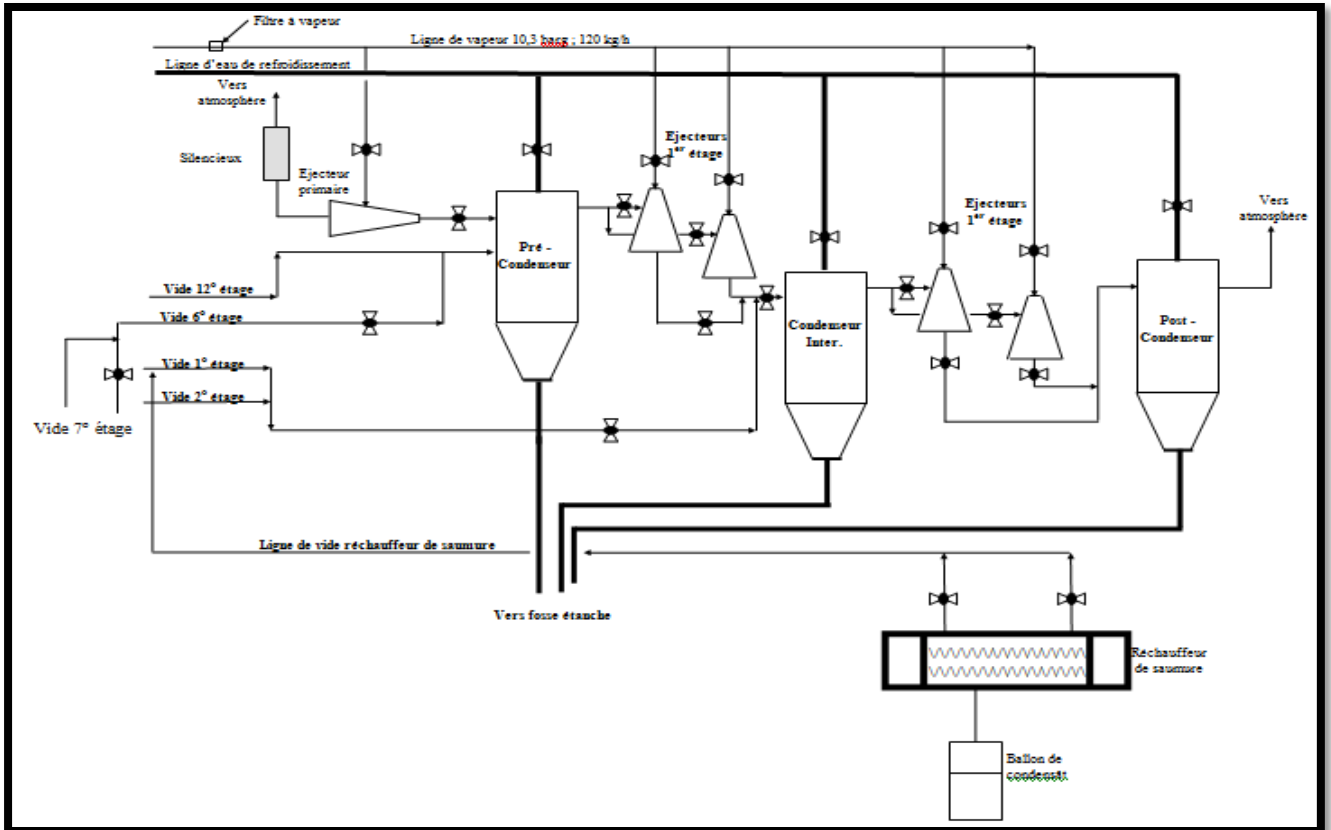 Filtre à vapeur
Ligne de vapeur 10,3 barg ; 120 kg/h
Ligne d'eau de refroidissement
Vers
atmosphère
Silencieux
Ejecteur
primaire
Ejecteurs
1er étage
Ejecteurs
1er étage
Vers
atmosphère
Pré -
Condenseur
Vide 12° étage
Vide 6° étage
Condenseur
Inter.
Post -
Condenseur
Vide 1° étage
Vide 2° étage
Vide 7° étage
Ligne de vide réchauffeur de saumure
Vers fosse étanche
Réchauffeur
de saumure
Ballon de
condensât